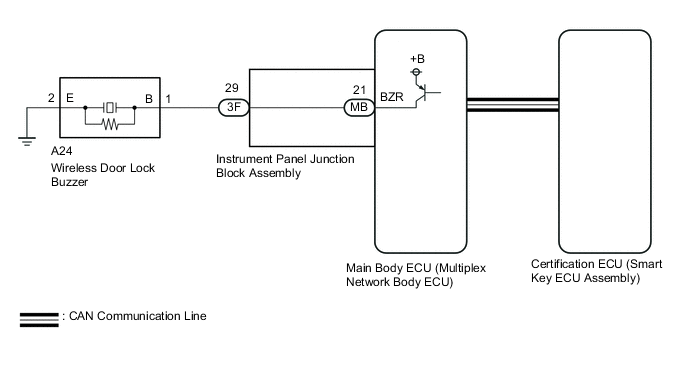 +B
29
21
2
E
B
1
3F
MB
BZR
A24
Wireless Door Lock
Buzzer
Instrument Panel Junction
Block Assembly
Main Body ECU (Multiplex
Network Body ECU)
Certification ECU (Smart
Key ECU Assembly)
: CAN Communication Line